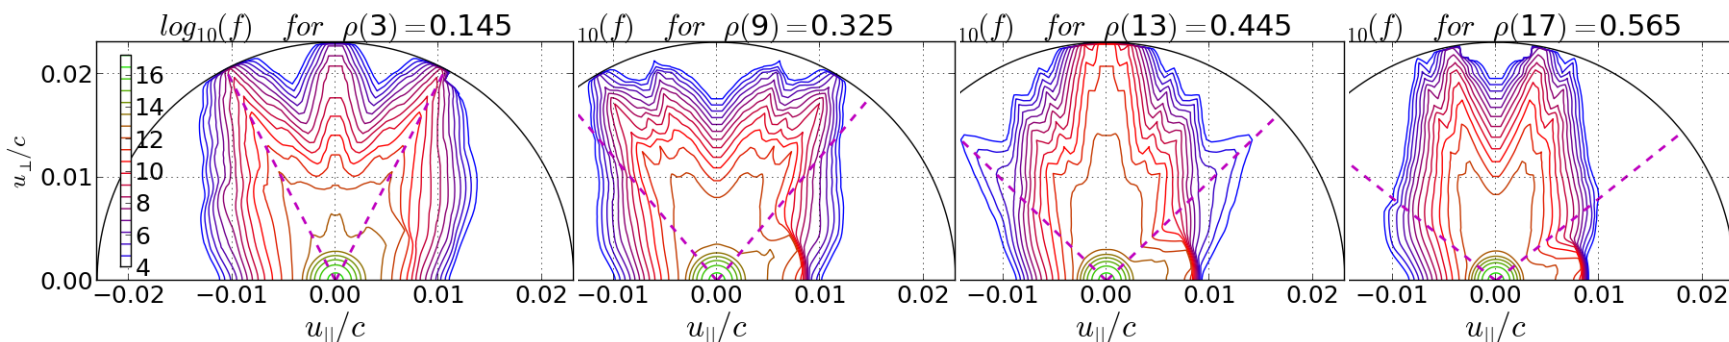 log₁₀(f) for ρ(3)=0.145
₁₀(f) for ρ(9)=0.325
₁₀(f) for ρ(13)=0.445
₁₀(f) for ρ(17)=0.565
u⊥/c
0.02
0.01
0.00
16
14
12
10
8
6
4
−0.02 −0.01 0.00 0.01 0.02
−0.01 0.00 0.01 0.02
−0.01 0.00 0.01 0.02
−0.01 0.00 0.01 0.02
u||/c
u||/c
u||/c
u||/c